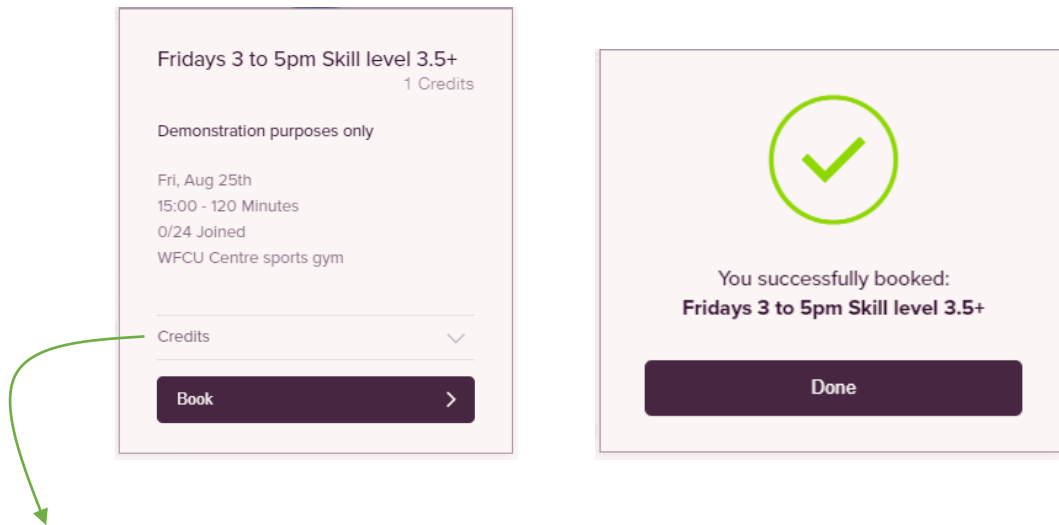 Fridays 3 to 5pm Skill level 3.5+
1 Credits
Demonstration purposes only
Fri, Aug 25th
15:00 - 120 Minutes
0/24 Joined
WFCU Centre sports gym
Credits
Book
You successfully booked:
Fridays 3 to 5pm Skill level 3.5+
Done